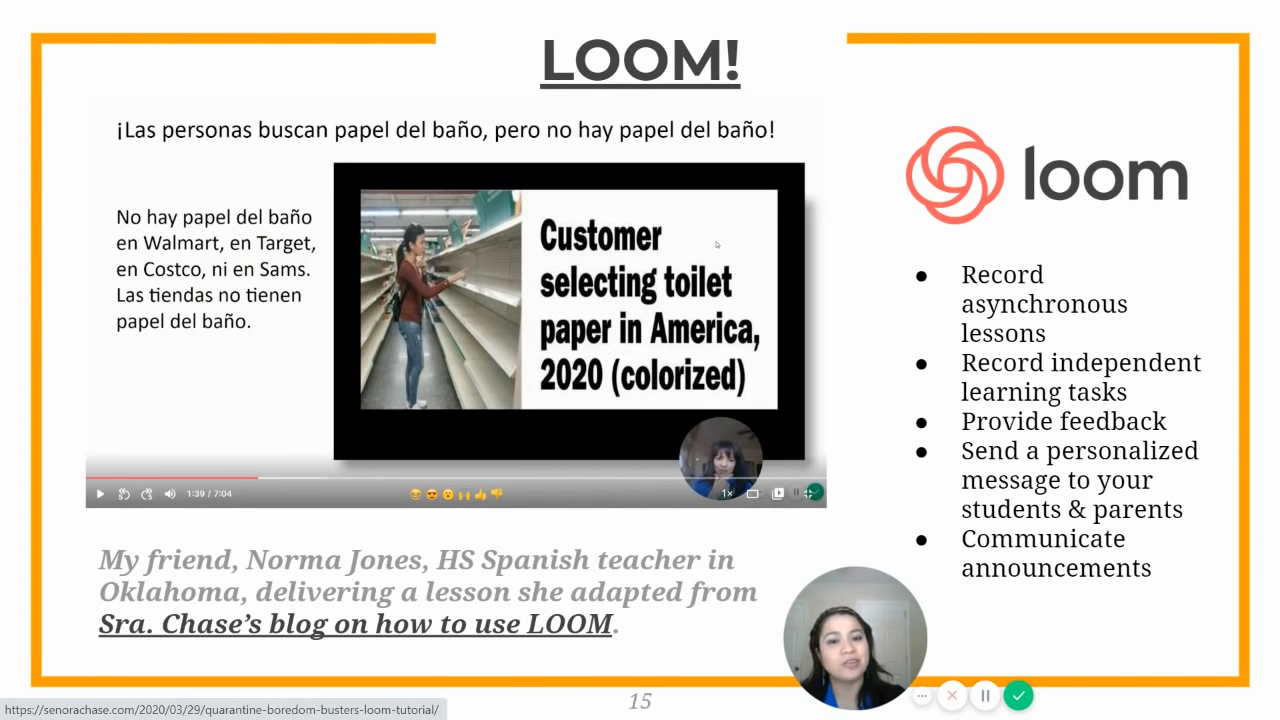 LOOM!
¡Las personas buscan papel del baño, pero no hay papel del baño!
No hay papel del baño
en Walmart, en Target,
en Costco, ni en Sams.
Las tiendas no tienen
papel del baño.
Customer
selecting toilet
paper in America,
2020 (colorized)
1:39 / 7:04
1×
My friend, Norma Jones, HS Spanish teacher in
Oklahoma, delivering a lesson she adapted from
Sra. Chase’s blog on how to use LOOM.
loom
● Record
asynchronous
lessons
● Record independent
learning tasks
● Provide feedback
● Send a personalized
message to your
students & parents
● Communicate
announcements
15
https://senorachase.com/2020/03/29/quarantine-boredom-busters-loom-tutorial/